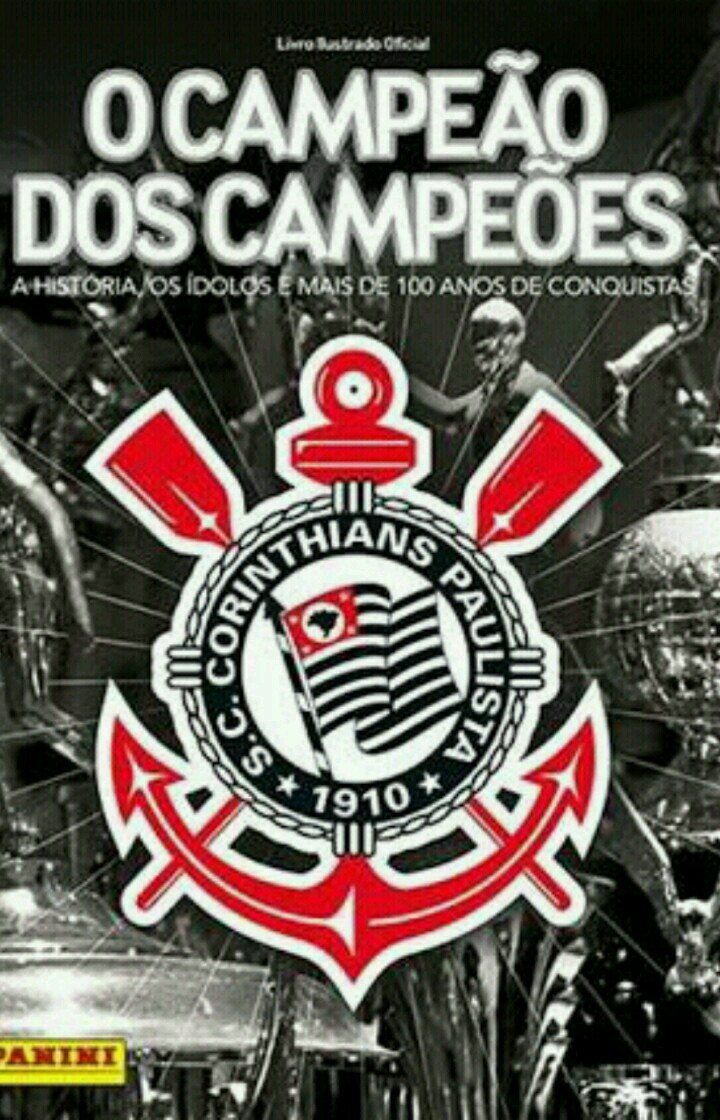 Livro Ilustrado Oficial
O CAMPEÃO
DOS CAMPEÕES
A HISTÓRIA, OS ÍDOLOS E MAIS DE 100 ANOS DE CONQUISTAS
S.C. CORINTHIANS PAULISTA
1910
PANINI